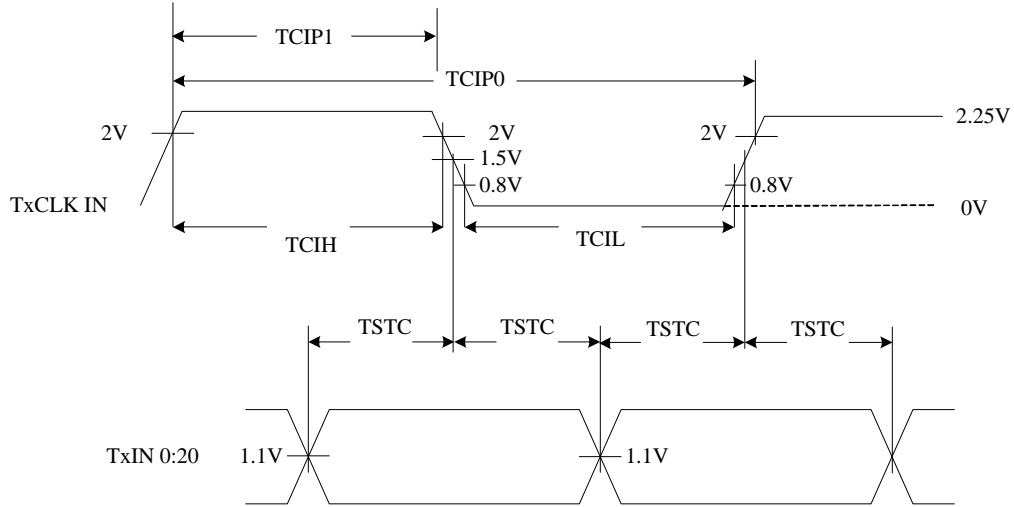 TCIP1
TCIP0
2V
2V
2V
2.25V
1.5V
0.8V
0.8V
TxCLK IN
0V
TCIH
TCIL
TSTC
TSTC
TSTC
TSTC
TxIN 0:20
1.1V
1.1V